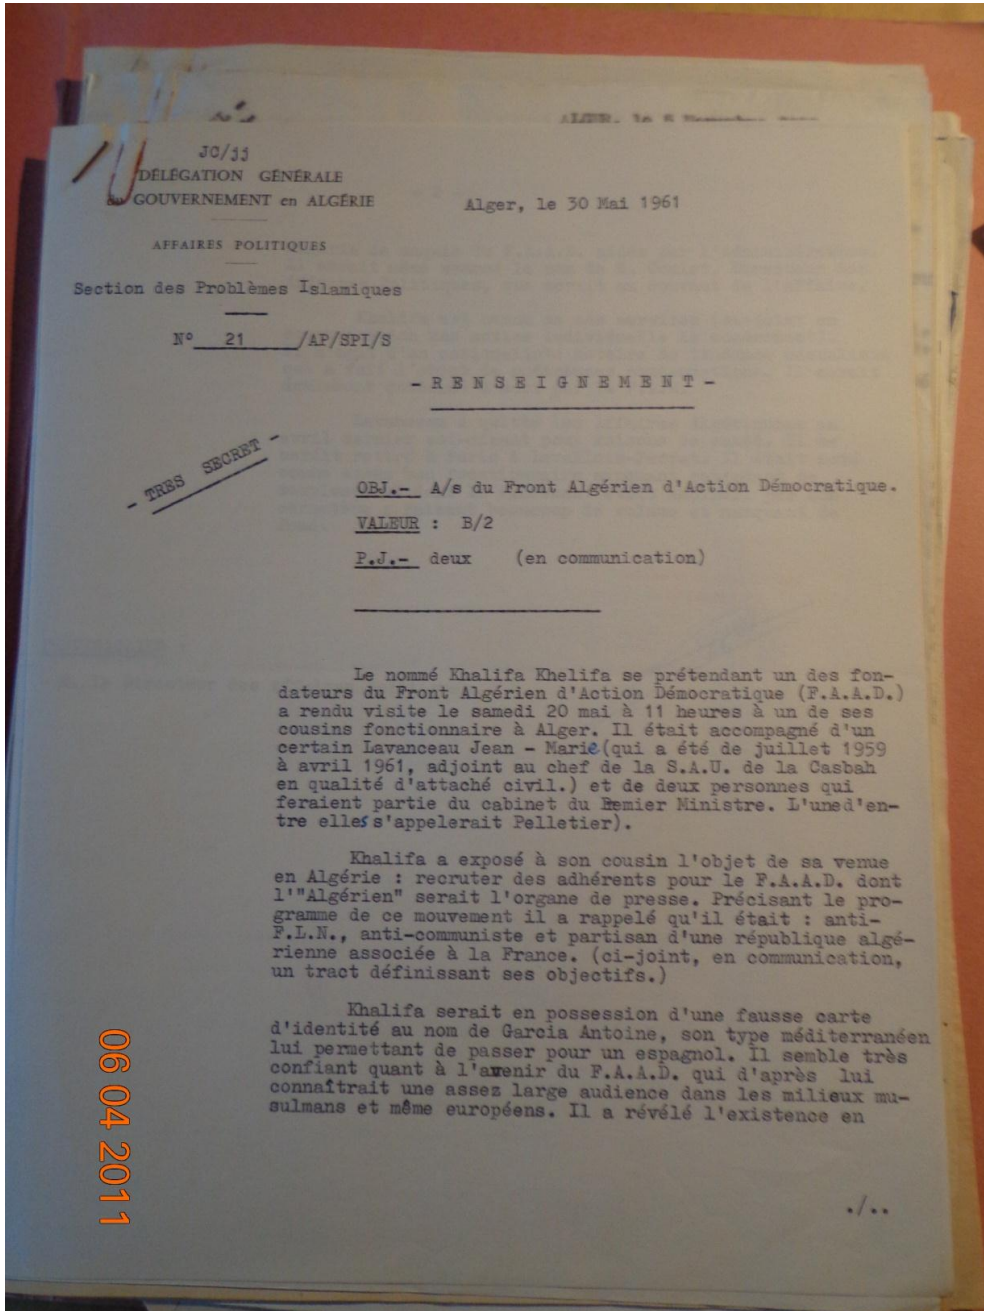 ALGER, le 5
JC/JJ
DÉLÉGATION GÉNÉRALE
du GOUVERNEMENT en ALGÉRIE
Alger, le 30 Mai 1961
AFFAIRES POLITIQUES
Section des Problèmes Islamiques
N° 21 /AP/SPI/S
- R E N S E I G N E M E N T -
- TRES SECRET -
OBJ.- A/s du Front Algérien d'Action Démocratique.
VALEUR : B/2
P.J.- deux (en communication)
Le nommé Khalifa Khelifa se prétendant un des fon-
dateurs du Front Algérien d'Action Démocratique (F.A.A.D.)
a rendu visite le samedi 20 mai à 11 heures à un de ses
cousins fonctionnaire à Alger. Il était accompagné d'un
certain Lavanceau Jean - Marie (qui a été de juillet 1959
à avril 1961, adjoint au chef de la S.A.U. de la Casbah
en qualité d'attaché civil.) et de deux personnes qui
feraient partie du cabinet du Premier Ministre. L'uned'en-
tre elles s'appelerait Pelletier).
Khalifa a exposé à son cousin l'objet de sa venue
en Algérie : recruter des adhérents pour le F.A.A.D. dont
l'"Algérien" serait l'organe de presse. Précisant le pro-
gramme de ce mouvement il a rappelé qu'il était : anti-
F.L.N., anti-communiste et partisan d'une république algé-
rienne associée à la France. (ci-joint, en communication,
un tract définissant ses objectifs.)
Khalifa serait en possession d'une fausse carte
d'identité au nom de Garcia Antoine, son type méditerranéen
lui permettant de passer pour un espagnol. Il semble très
confiant quant à l'avenir du F.A.A.D. qui d'après lui
connaîtrait une assez large audience dans les milieux mu-
sulmans et même européens. Il a révélé l'existence en
./..
06 04 2011